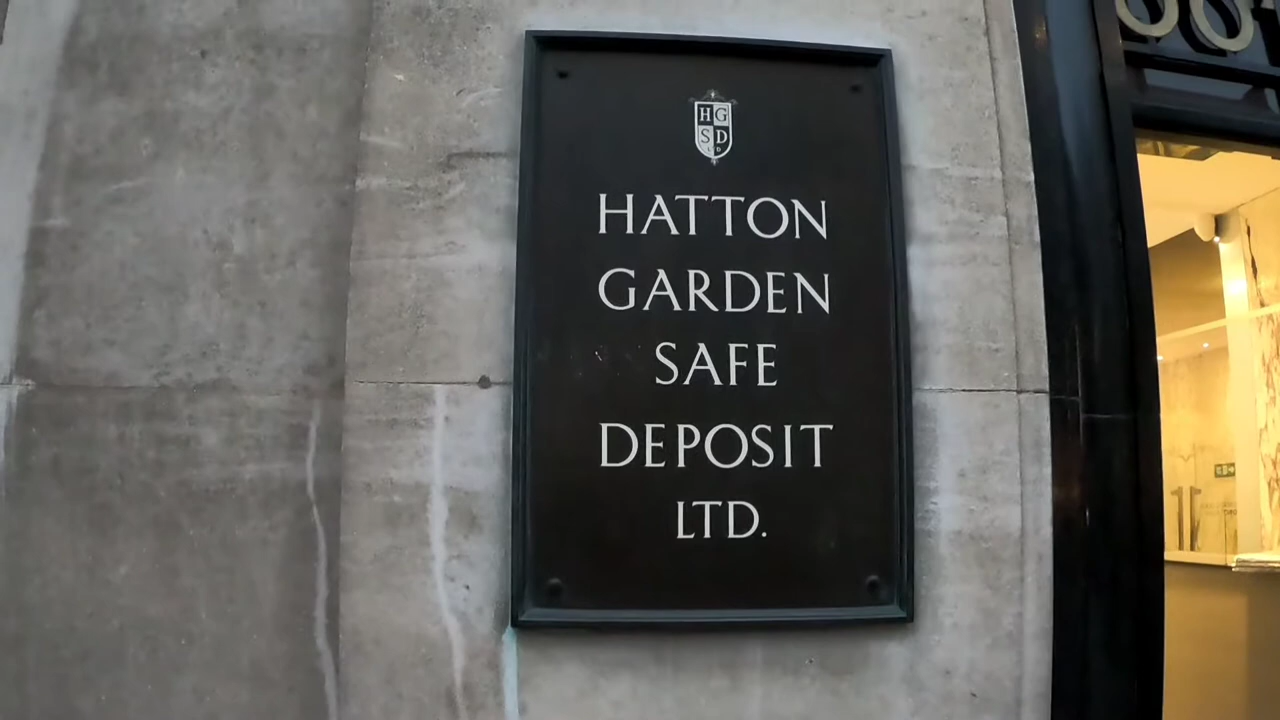 HG
SD
HATTON
GARDEN
SAFE
DEPOSIT
LTD.